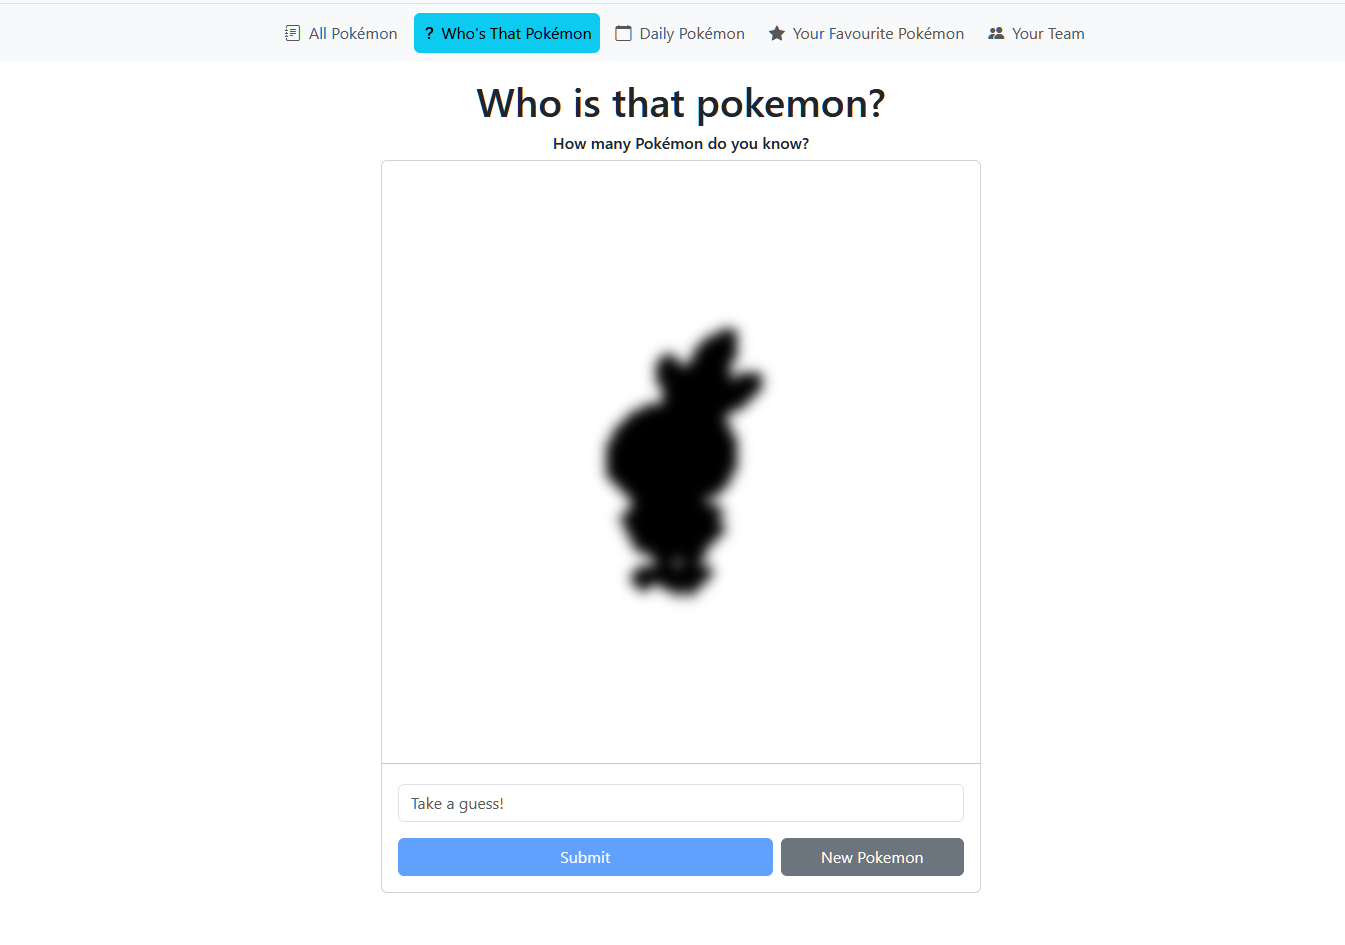 All Pokémon
? Who's That Pokémon
Daily Pokémon
Your Favourite Pokémon
Your Team
Who is that pokemon?
How many Pokémon do you know?
Take a guess!
Submit
New Pokemon